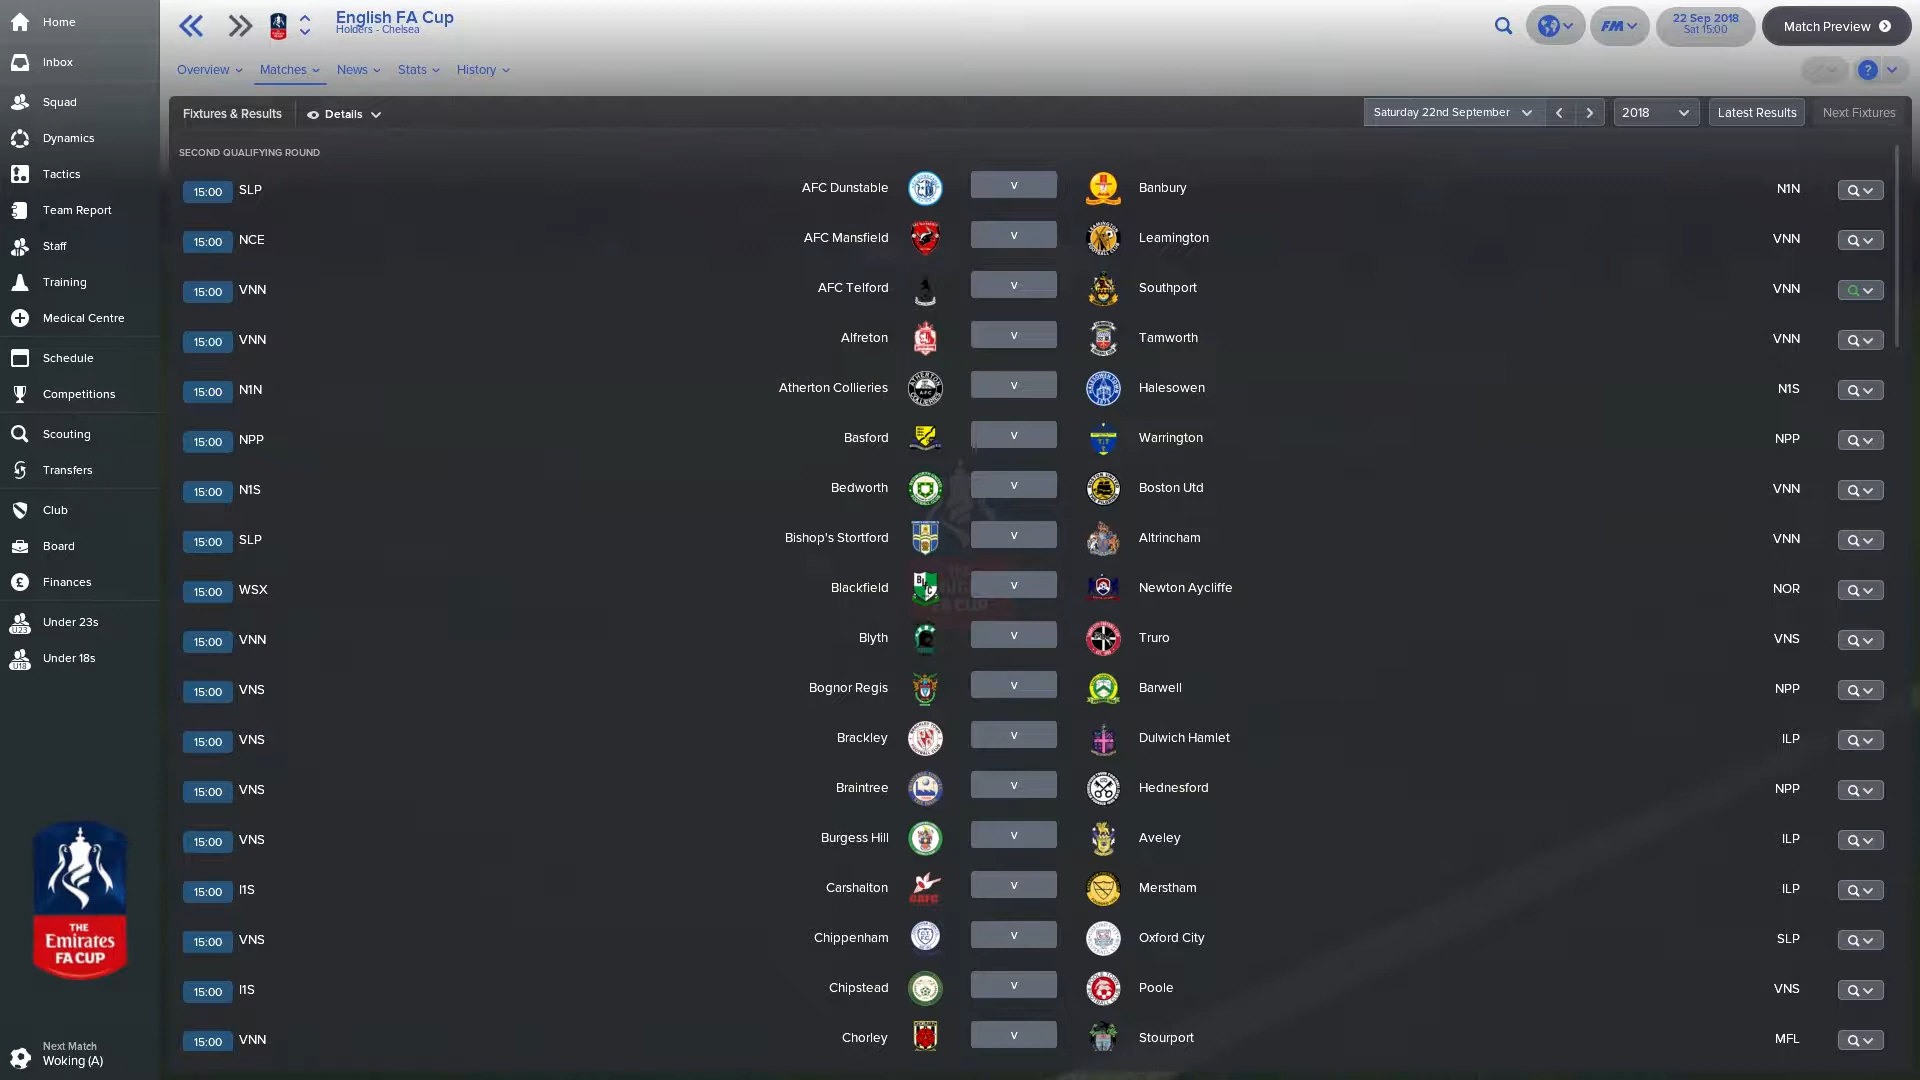 Home
Inbox
Squad
Dynamics
Tactics
Team Report
Staff
Training
Medical Centre
Schedule
Competitions
Scouting
Transfers
Club
Board
Finances
U23 Under 23s
U18 Under 18s
THE
Emirates
FA CUP
Next Match
Woking (A)
English FA Cup
Holders - Chelsea
FM
22 Sep 2018
Sat 15:00
Match Preview
Overview Matches News Stats History
?
Fixtures & Results Details Saturday 22nd September 2018 Latest Results Next Fixtures
SECOND QUALIFYING ROUND
15:00 SLP AFC Dunstable v Banbury N1N
15:00 NCE AFC Mansfield v Leamington VNN
15:00 VNN AFC Telford v Southport VNN
15:00 VNN Alfreton v Tamworth VNN
15:00 N1N Atherton Collieries v Halesowen N1S
15:00 NPP Basford v Warrington NPP
15:00 N1S Bedworth v Boston Utd VNN
15:00 SLP Bishop's Stortford v Altrincham VNN
15:00 WSX Blackfield v Newton Aycliffe NOR
15:00 VNN Blyth v Truro VNS
15:00 VNS Bognor Regis v Barwell NPP
15:00 VNS Brackley v Dulwich Hamlet ILP
15:00 VNS Braintree v Hednesford NPP
15:00 VNS Burgess Hill v Aveley ILP
15:00 I1S Carshalton v Merstham ILP
15:00 VNS Chippenham v Oxford City SLP
15:00 I1S Chipstead v Poole VNS
15:00 VNN Chorley v Stourport MFL